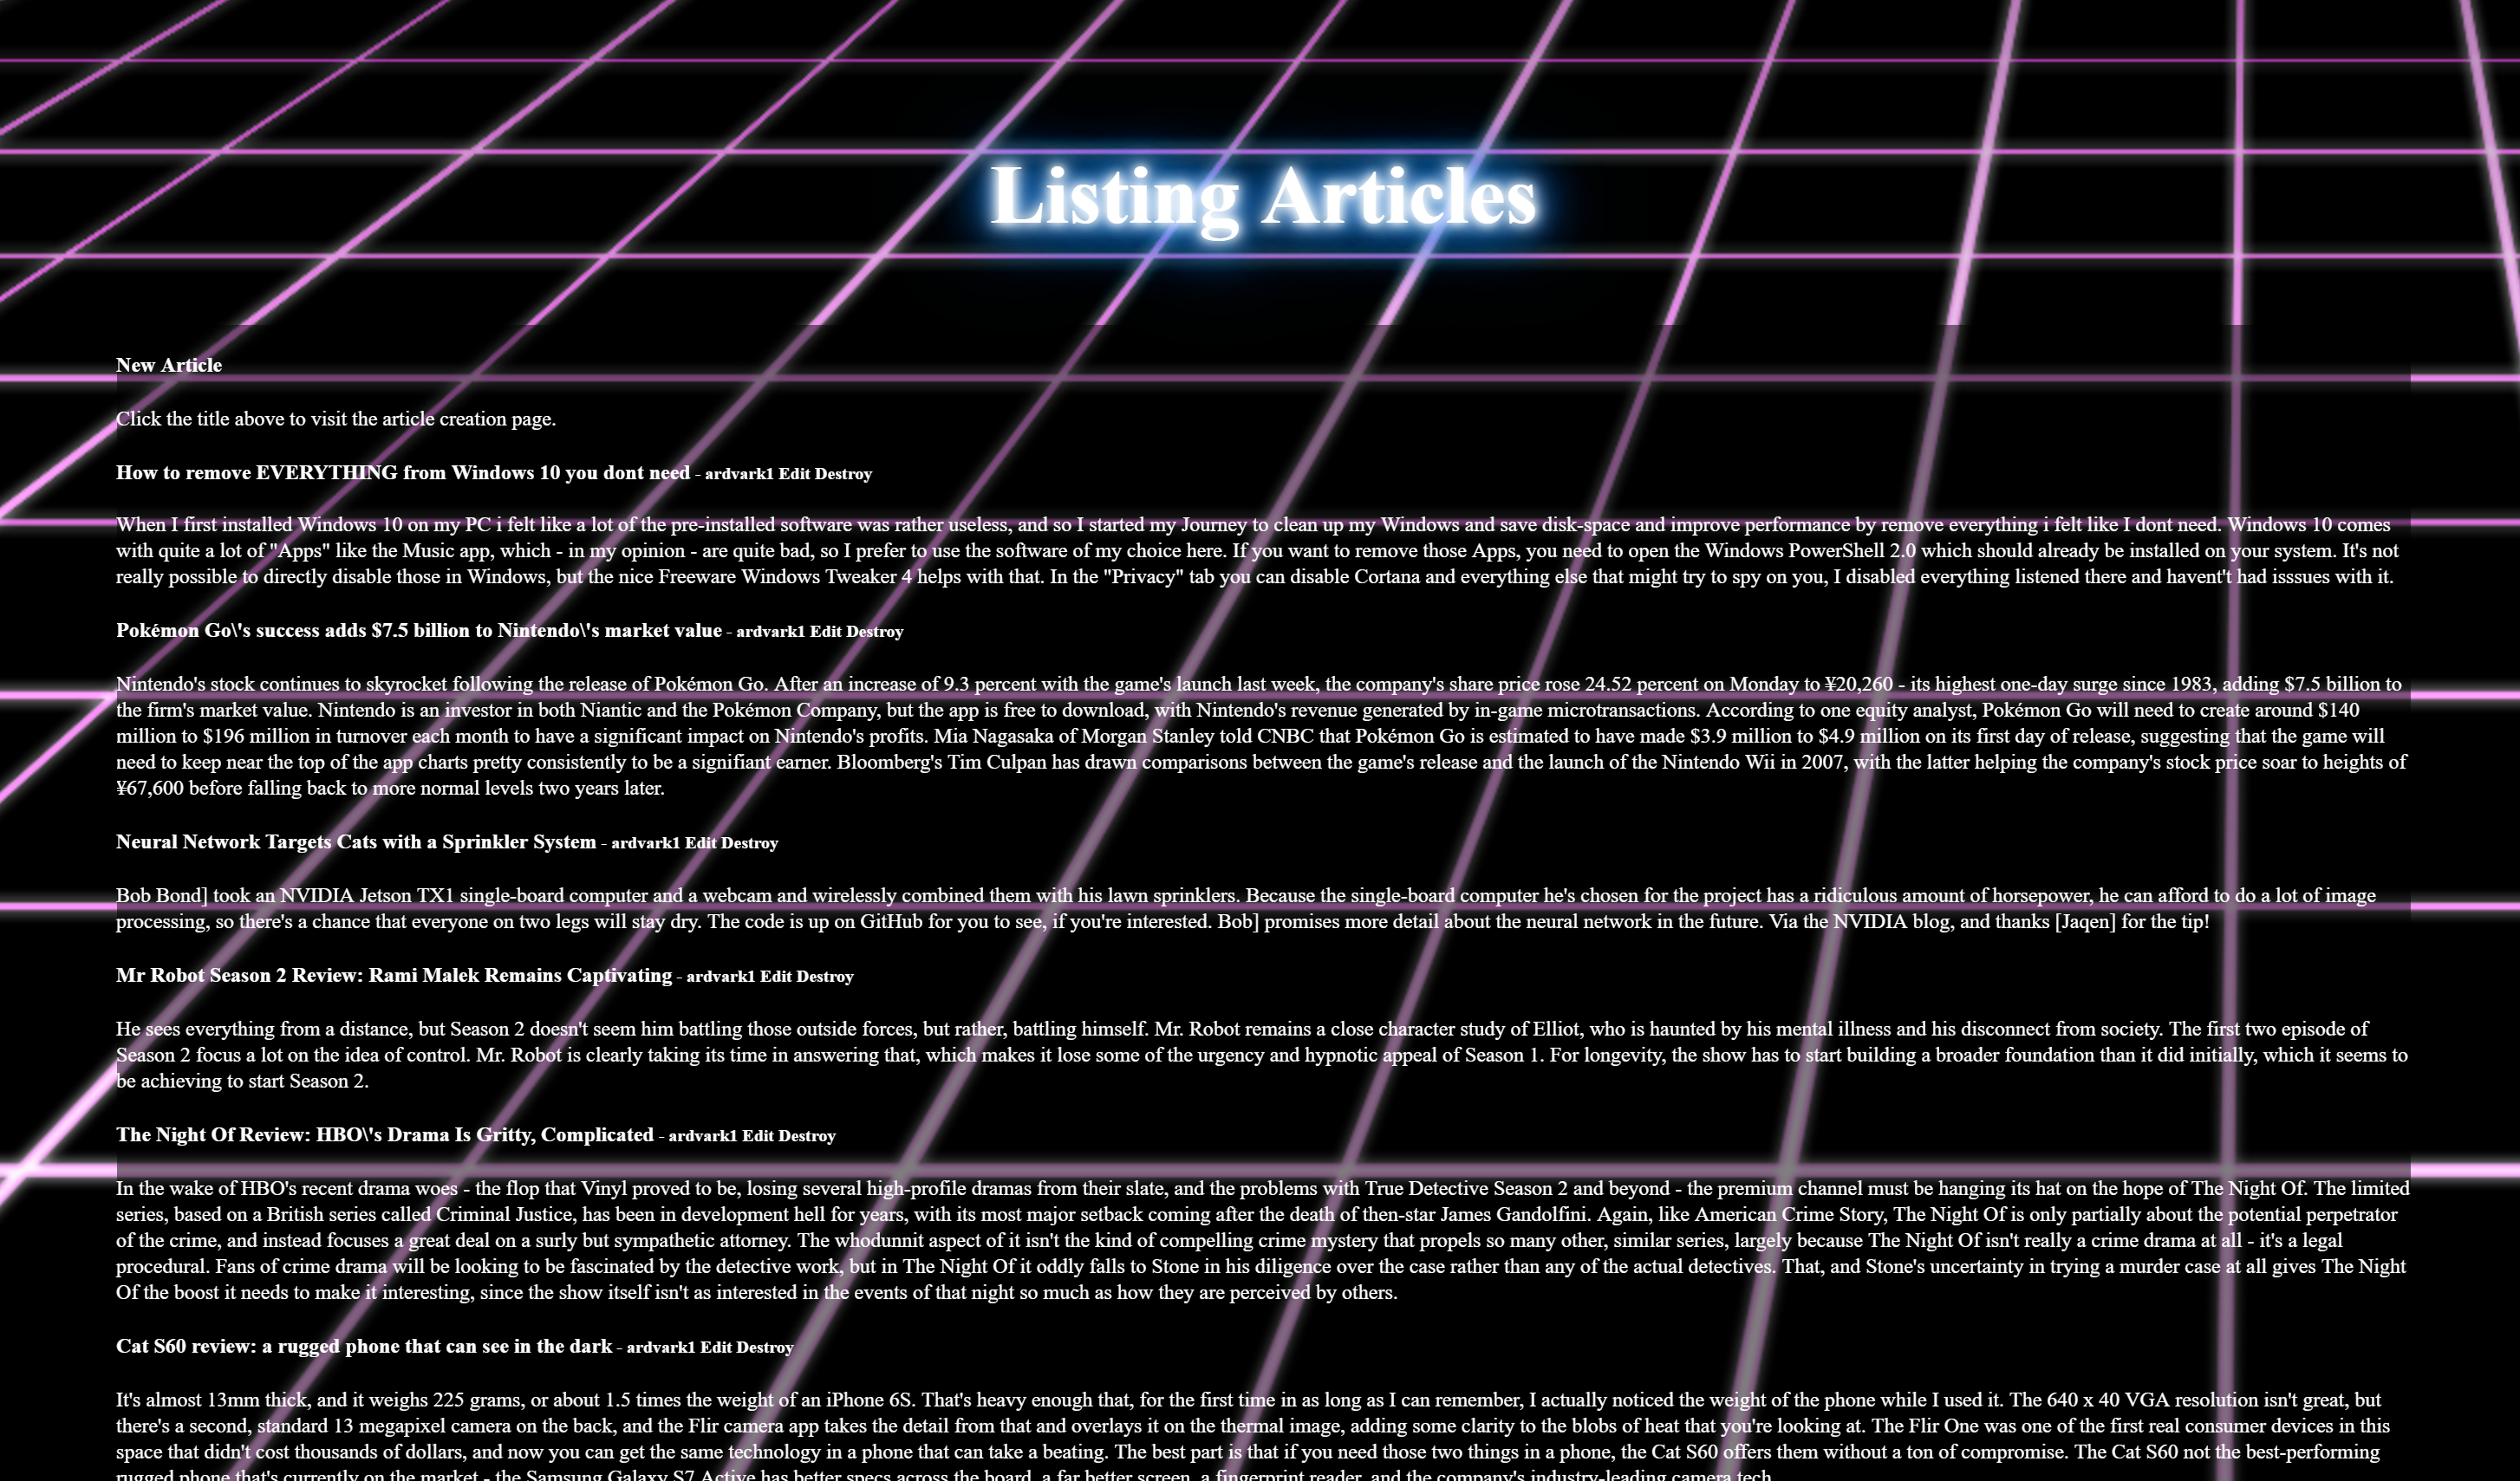 Listing Articles
New Article
Click the title above to visit the article creation page.
How to remove EVERYTHING from Windows 10 you dont need - ardvark1 Edit Destroy
When I first installed Windows 10 on my PC i felt like a lot of the pre-installed software was rather useless, and so I started my Journey to clean up my Windows and save disk-space and improve performance by remove everything i felt like I dont need. Windows 10 comes
with quite a lot of "Apps" like the Music app, which - in my opinion - are quite bad, so I prefer to use the software of my choice here. If you want to remove those Apps, you need to open the Windows PowerShell 2.0 which should already be installed on your system. It's not
really possible to directly disable those in Windows, but the nice Freeware Windows Tweaker 4 helps with that. In the "Privacy" tab you can disable Cortana and everything else that might try to spy on you, I disabled everything listened there and havent't had isssues with it.
Pokémon Go\'s success adds $7.5 billion to Nintendo\'s market value - ardvark1 Edit Destroy
Nintendo's stock continues to skyrocket following the release of Pokémon Go. After an increase of 9.3 percent with the game's launch last week, the company's share price rose 24.52 percent on Monday to ¥20,260 - its highest one-day surge since 1983, adding $7.5 billion to
the firm's market value. Nintendo is an investor in both Niantic and the Pokémon Company, but the app is free to download, with Nintendo's revenue generated by in-game microtransactions. According to one equity analyst, Pokémon Go will need to create around $140
million to $196 million in turnover each month to have a significant impact on Nintendo's profits. Mia Nagasaka of Morgan Stanley told CNBC that Pokémon Go is estimated to have made $3.9 million to $4.9 million on its first day of release, suggesting that the game will
need to keep near the top of the app charts pretty consistently to be a signifiant earner. Bloomberg's Tim Culpan has drawn comparisons between the game's release and the launch of the Nintendo Wii in 2007, with the latter helping the company's stock price soar to heights of
¥67,600 before falling back to more normal levels two years later.
Neural Network Targets Cats with a Sprinkler System - ardvark1 Edit Destroy
Bob Bond] took an NVIDIA Jetson TX1 single-board computer and a webcam and wirelessly combined them with his lawn sprinklers. Because the single-board computer he's chosen for the project has a ridiculous amount of horsepower, he can afford to do a lot of image
processing, so there's a chance that everyone on two legs will stay dry. The code is up on GitHub for you to see, if you're interested. Bob] promises more detail about the neural network in the future. Via the NVIDIA blog, and thanks [Jaqen] for the tip!
Mr Robot Season 2 Review: Rami Malek Remains Captivating - ardvark1 Edit Destroy
He sees everything from a distance, but Season 2 doesn't seem him battling those outside forces, but rather, battling himself. Mr. Robot remains a close character study of Elliot, who is haunted by his mental illness and his disconnect from society. The first two episode of
Season 2 focus a lot on the idea of control. Mr. Robot is clearly taking its time in answering that, which makes it lose some of the urgency and hypnotic appeal of Season 1. For longevity, the show has to start building a broader foundation than it did initially, which it seems to
be achieving to start Season 2.
The Night Of Review: HBO\'s Drama Is Gritty, Complicated - ardvark1 Edit Destroy
In the wake of HBO's recent drama woes - the flop that Vinyl proved to be, losing several high-profile dramas from their slate, and the problems with True Detective Season 2 and beyond - the premium channel must be hanging its hat on the hope of The Night Of. The limited
series, based on a British series called Criminal Justice, has been in development hell for years, with its most major setback coming after the death of then-star James Gandolfini. Again, like American Crime Story, The Night Of is only partially about the potential perpetrator
of the crime, and instead focuses a great deal on a surly but sympathetic attorney. The whodunnit aspect of it isn't the kind of compelling crime mystery that propels so many other, similar series, largely because The Night Of isn't really a crime drama at all - it's a legal
procedural. Fans of crime drama will be looking to be fascinated by the detective work, but in The Night Of it oddly falls to Stone in his diligence over the case rather than any of the actual detectives. That, and Stone's uncertainty in trying a murder case at all gives The Night
Of the boost it needs to make it interesting, since the show itself isn't as interested in the events of that night so much as how they are perceived by others.
Cat S60 review: a rugged phone that can see in the dark - ardvark1 Edit Destroy
It's almost 13mm thick, and it weighs 225 grams, or about 1.5 times the weight of an iPhone 6S. That's heavy enough that, for the first time in as long as I can remember, I actually noticed the weight of the phone while I used it. The 640 x 40 VGA resolution isn't great, but
there's a second, standard 13 megapixel camera on the back, and the Flir camera app takes the detail from that and overlays it on the thermal image, adding some clarity to the blobs of heat that you're looking at. The Flir One was one of the first real consumer devices in this
space that didn't cost thousands of dollars, and now you can get the same technology in a phone that can take a beating. The best part is that if you need those two things in a phone, the Cat S60 offers them without a ton of compromise. The Cat S60 not the best-performing
rugged phone that's currently on the market - the Samsung Galaxy S7 Active has better specs across the board, a far better screen, a fingerprint reader, and the company's industry-leading camera tech.